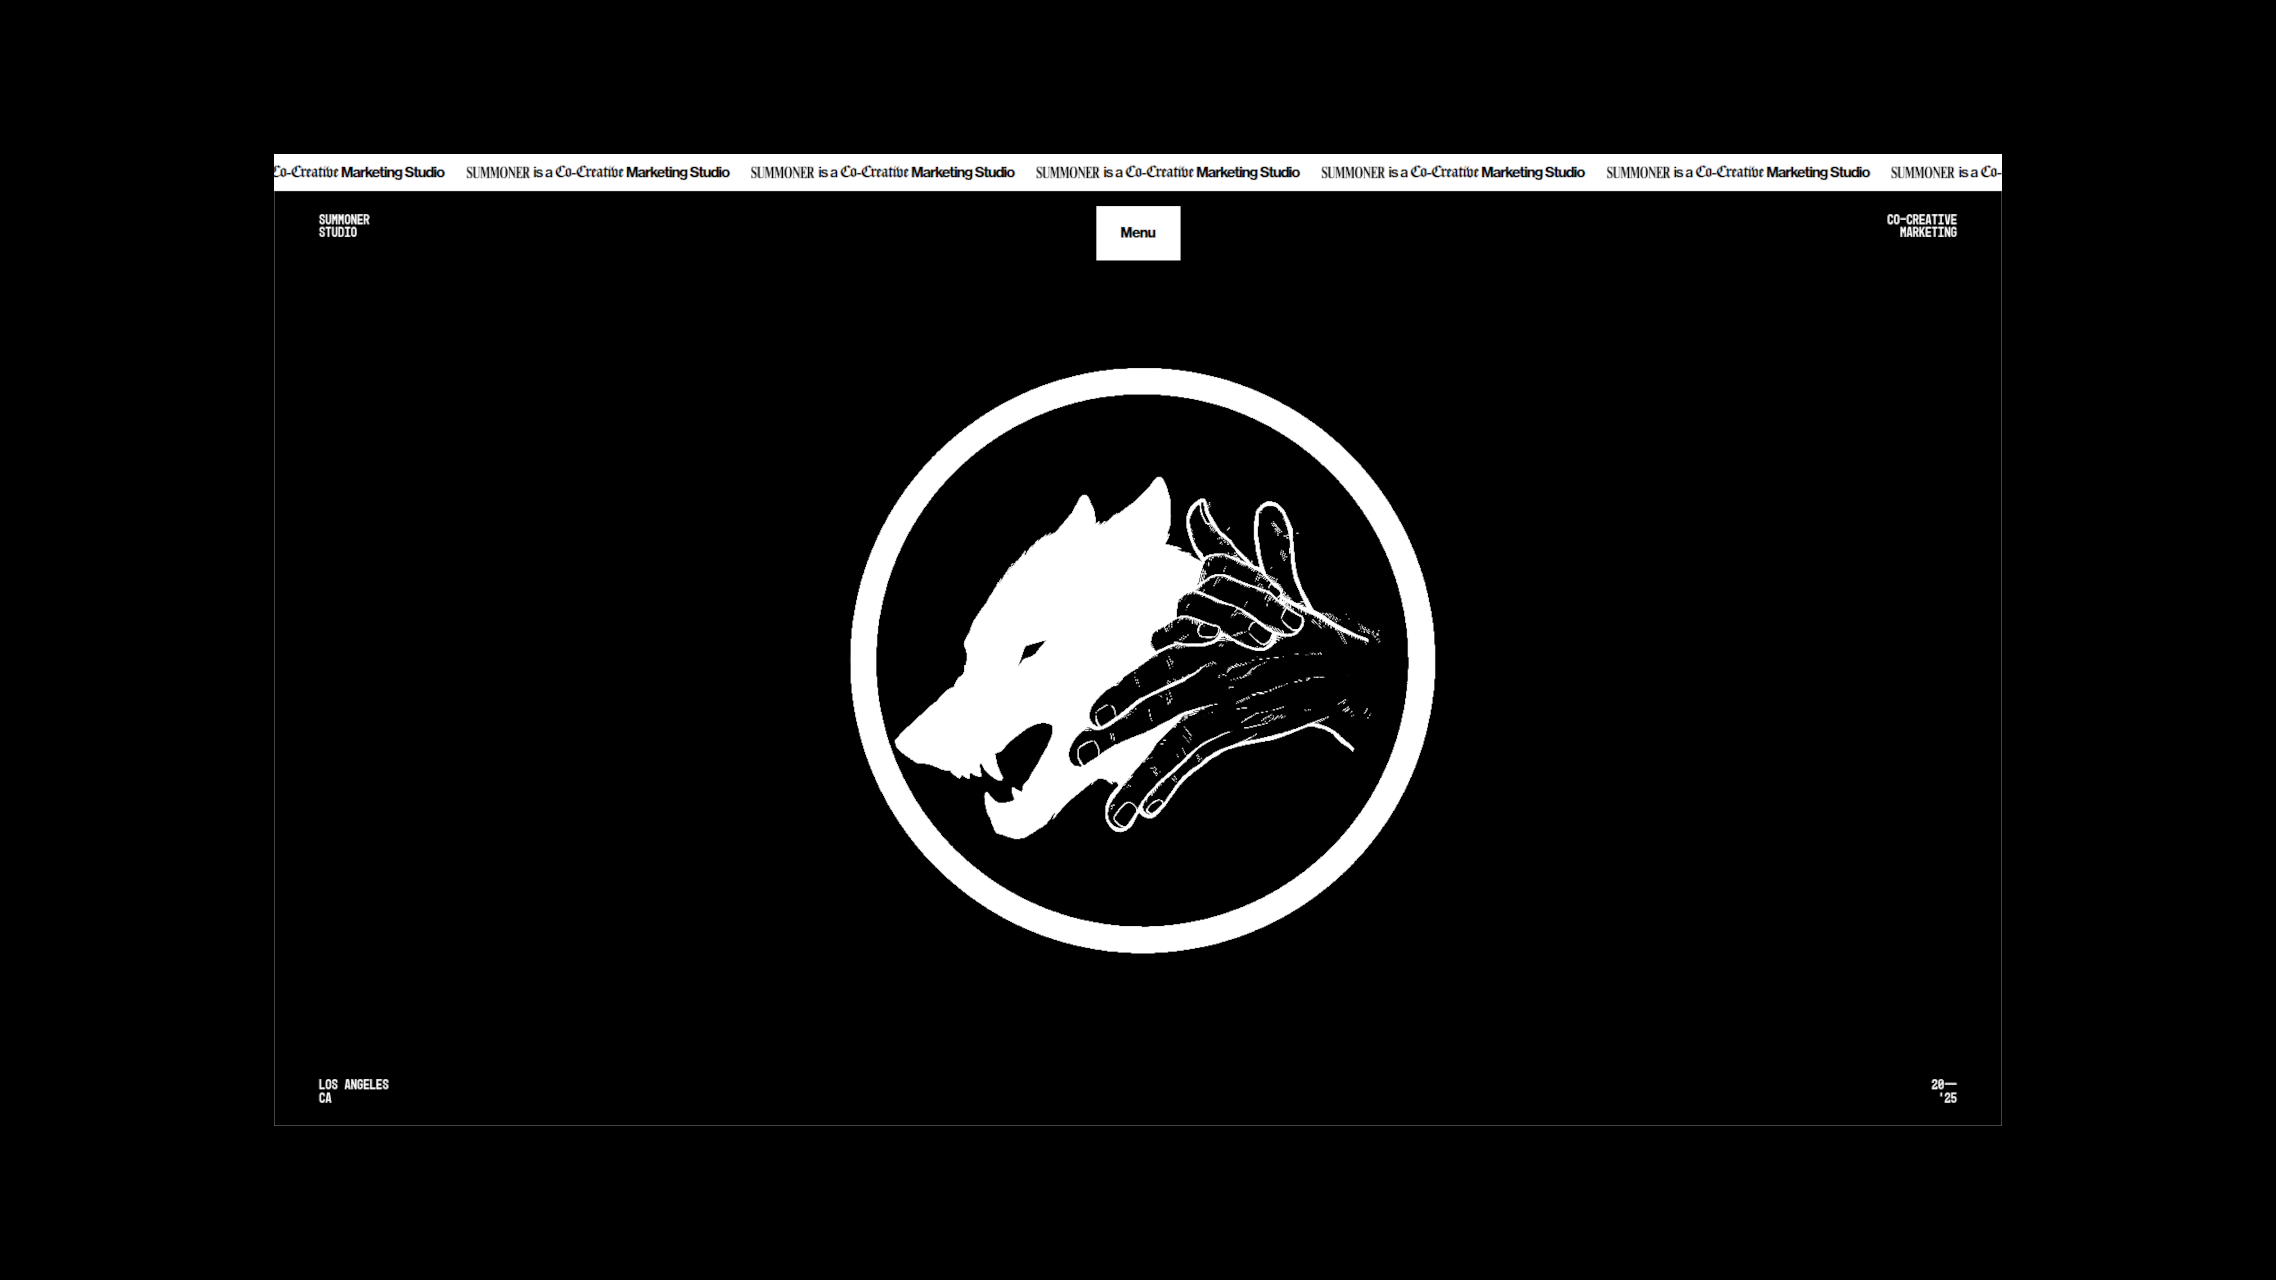 Co-Creative Marketing Studio SUMMONER is a Co-Creative Marketing Studio SUMMONER is a Co-Creative Marketing Studio SUMMONER is a Co-Creative Marketing Studio SUMMONER is a Co-Creative Marketing Studio SUMMONER is a Co-Creative Marketing Studio SUMMONER is a Co-
SUMMONER
STUDIO
Menu
CO-CREATIVE
MARKETING
LOS ANGELES
CA
20—
'25